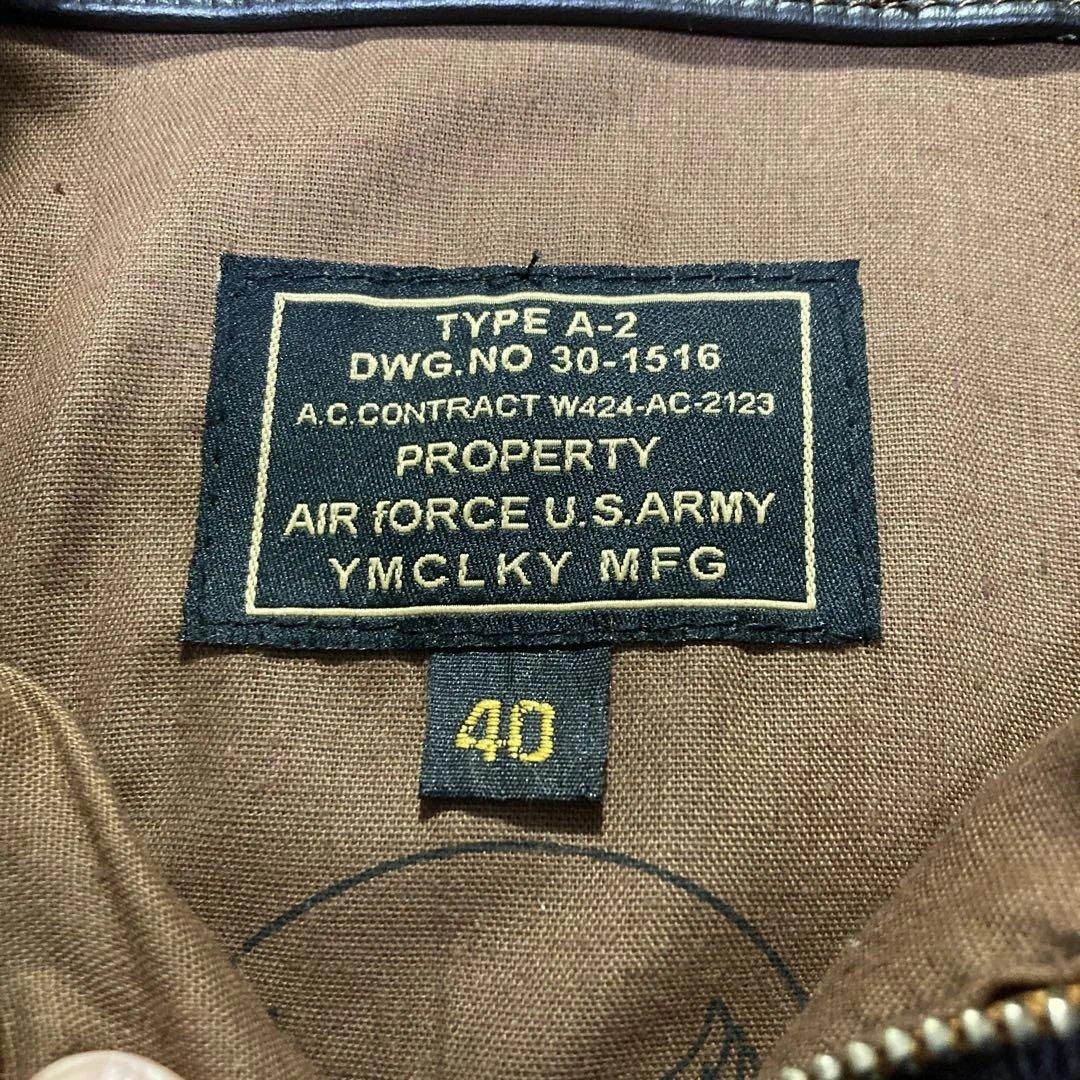 TYPE A-2
DWG.NO 30-1516
A.C.CONTRACT W424-AC-2123
PROPERTY
AIR fORCE U.S.ARMY
YMCLKY MFG
40